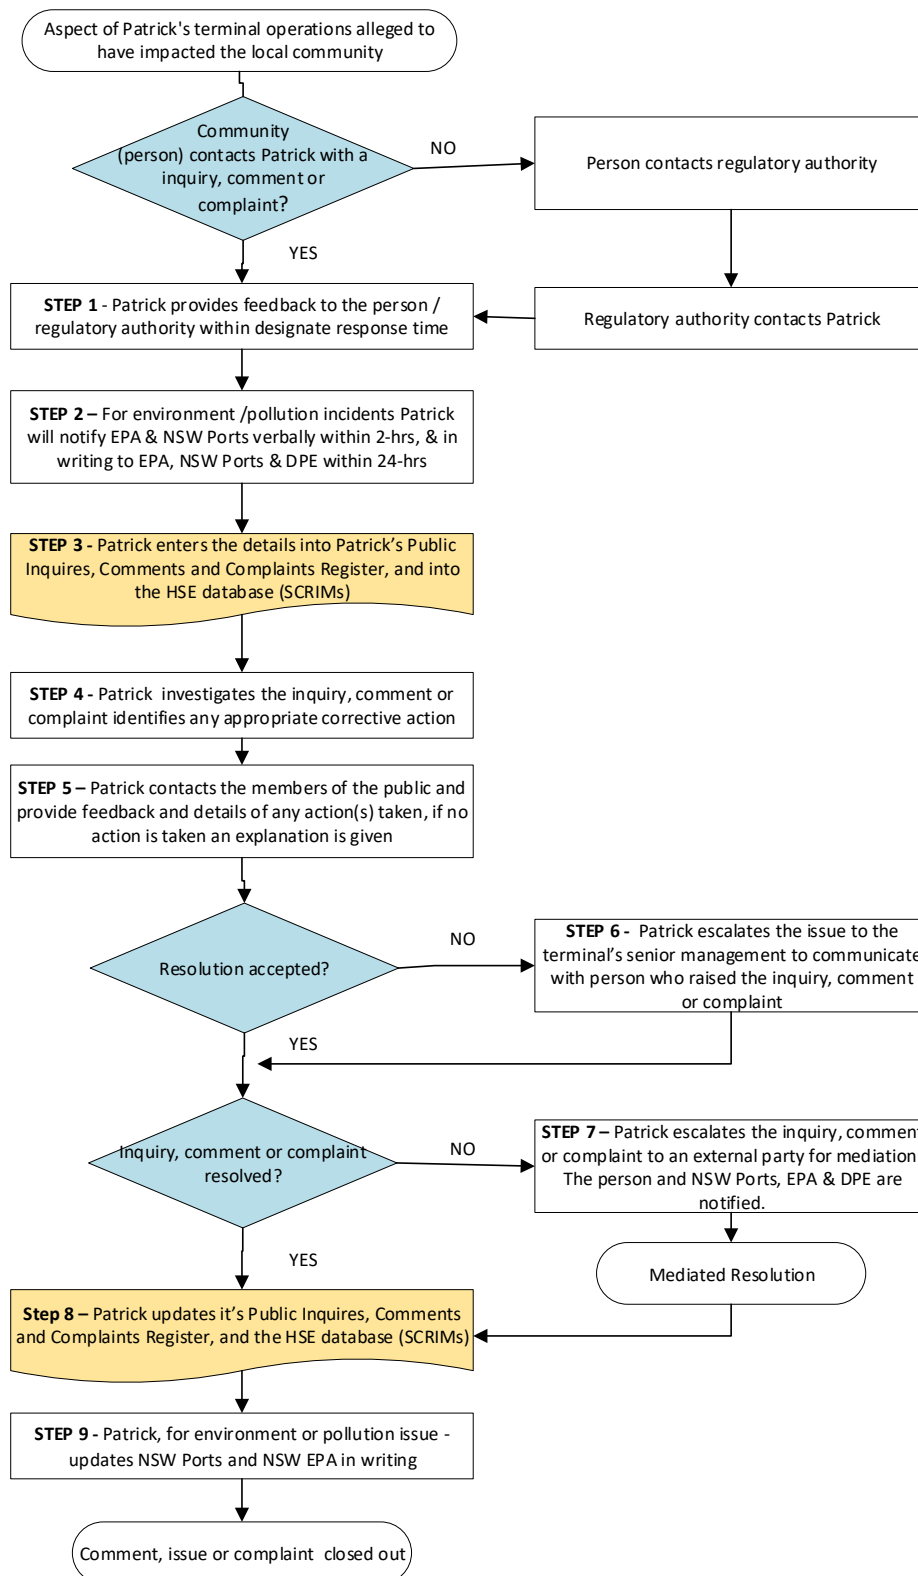 Aspect of Patrick's terminal operations alleged to
have impacted the local community
Community
(person) contacts Patrick with a
inquiry, comment or
complaint?
NO
Person contacts regulatory authority
YES
STEP 1 - Patrick provides feedback to the person /
regulatory authority within designate response time
Regulatory authority contacts Patrick
STEP 2 – For environment /pollution incidents Patrick
will notify EPA & NSW Ports verbally within 2-hrs, & in
writing to EPA, NSW Ports & DPE within 24-hrs
STEP 3 - Patrick enters the details into Patrick's Public
Inquires, Comments and Complaints Register, and into
the HSE database (SCRIMs)
STEP 4 - Patrick investigates the inquiry, comment or
complaint identifies any appropriate corrective action
STEP 5 – Patrick contacts the members of the public and
provide feedback and details of any action(s) taken, if no
action is taken an explanation is given
Resolution accepted?
NO
STEP 6 - Patrick escalates the issue to the
terminal's senior management to communicate
with person who raised the inquiry, comment
or complaint
YES
Inquiry, comment or complaint
resolved?
NO
STEP 7 – Patrick escalates the inquiry, comment
or complaint to an external party for mediation.
The person and NSW Ports, EPA & DPE are
notified.
YES
Mediated Resolution
Step 8 – Patrick updates it's Public Inquires, Comments
and Complaints Register, and the HSE database (SCRIMs)
STEP 9 - Patrick, for environment or pollution issue -
updates NSW Ports and NSW EPA in writing
Comment, issue or complaint closed out